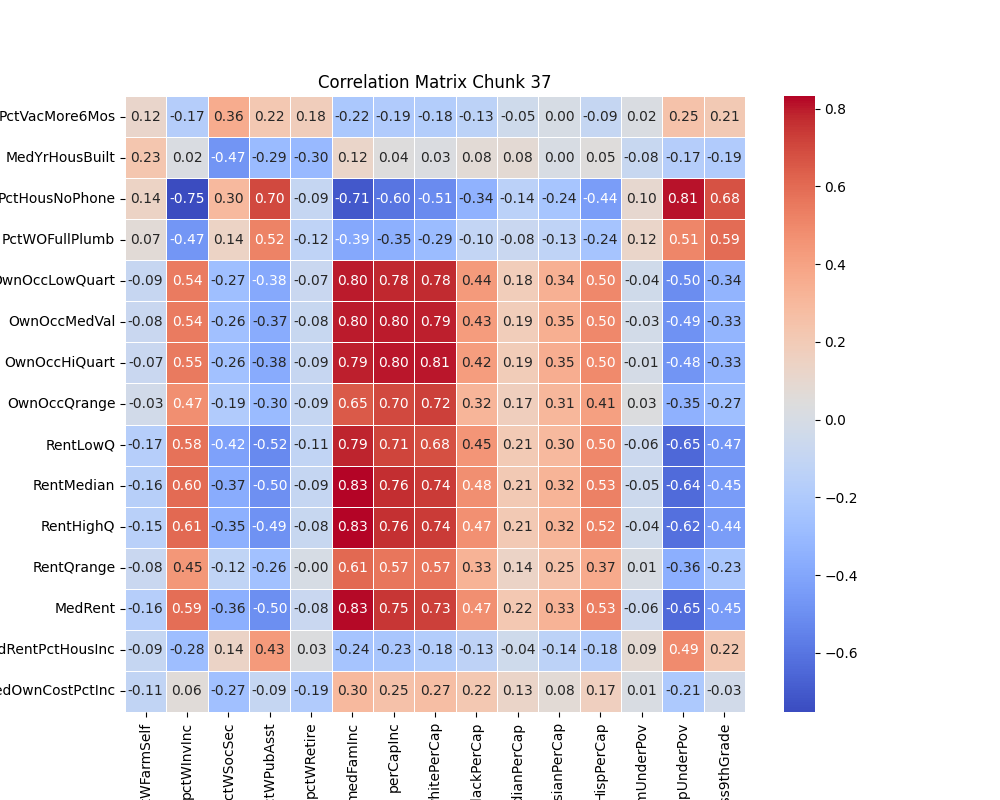 Correlation Matrix Chunk 37
PctVacMore6Mos 0.12 -0.17 0.36 0.22 0.18 -0.22 -0.19 -0.18 -0.13 -0.05 0.00 -0.09 0.02 0.25 0.21
MedYrHousBuilt 0.23 0.02 -0.47 -0.29 -0.30 0.12 0.04 0.03 0.08 0.08 0.00 0.05 -0.08 -0.17 -0.19
PctHousNoPhone 0.14 -0.75 0.30 0.70 -0.09 -0.71 -0.60 -0.51 -0.34 -0.14 -0.24 -0.44 0.10 0.81 0.68
PctWOFullPlumb 0.07 -0.47 0.14 0.52 -0.12 -0.39 -0.35 -0.29 -0.10 -0.08 -0.13 -0.24 0.12 0.51 0.59
OwnOccLowQuart -0.09 0.54 -0.27 -0.38 -0.07 0.80 0.78 0.78 0.44 0.18 0.34 0.50 -0.04 -0.50 -0.34
OwnOccMedVal -0.08 0.54 -0.26 -0.37 -0.08 0.80 0.80 0.79 0.43 0.19 0.35 0.50 -0.03 -0.49 -0.33
OwnOccHiQuart -0.07 0.55 -0.26 -0.38 -0.09 0.79 0.80 0.81 0.42 0.19 0.35 0.50 -0.01 -0.48 -0.33
OwnOccQrange -0.03 0.47 -0.19 -0.30 -0.09 0.65 0.70 0.72 0.32 0.17 0.31 0.41 0.03 -0.35 -0.27
RentLowQ -0.17 0.58 -0.42 -0.52 -0.11 0.79 0.71 0.68 0.45 0.21 0.30 0.50 -0.06 -0.65 -0.47
RentMedian -0.16 0.60 -0.37 -0.50 -0.09 0.83 0.76 0.74 0.48 0.21 0.32 0.53 -0.05 -0.64 -0.45
RentHighQ -0.15 0.61 -0.35 -0.49 -0.08 0.83 0.76 0.74 0.47 0.21 0.32 0.52 -0.04 -0.62 -0.44
RentQrange -0.08 0.45 -0.12 -0.26 -0.00 0.61 0.57 0.57 0.33 0.14 0.25 0.37 0.01 -0.36 -0.23
MedRent -0.16 0.59 -0.36 -0.50 -0.08 0.83 0.75 0.73 0.47 0.22 0.33 0.53 -0.06 -0.65 -0.45
dRentPctHousInc -0.09 -0.28 0.14 0.43 0.03 -0.24 -0.23 -0.18 -0.13 -0.04 -0.14 -0.18 0.09 0.49 0.22
edOwnCostPctInc -0.11 0.06 -0.27 -0.09 -0.19 0.30 0.25 0.27 0.22 0.13 0.08 0.17 0.01 -0.21 -0.03
tWFarmSelf
pctWInvInc
ctWSocSec
ctWPubAsst
pctWRetire
medFamInc
perCapInc
hitePerCap
lackPerCap
dianPerCap
sianPerCap
HispPerCap
mUnderPov
pUnderPov
ss9thGrade
0.8
0.6
0.4
0.2
0.0
−0.2
−0.4
−0.6